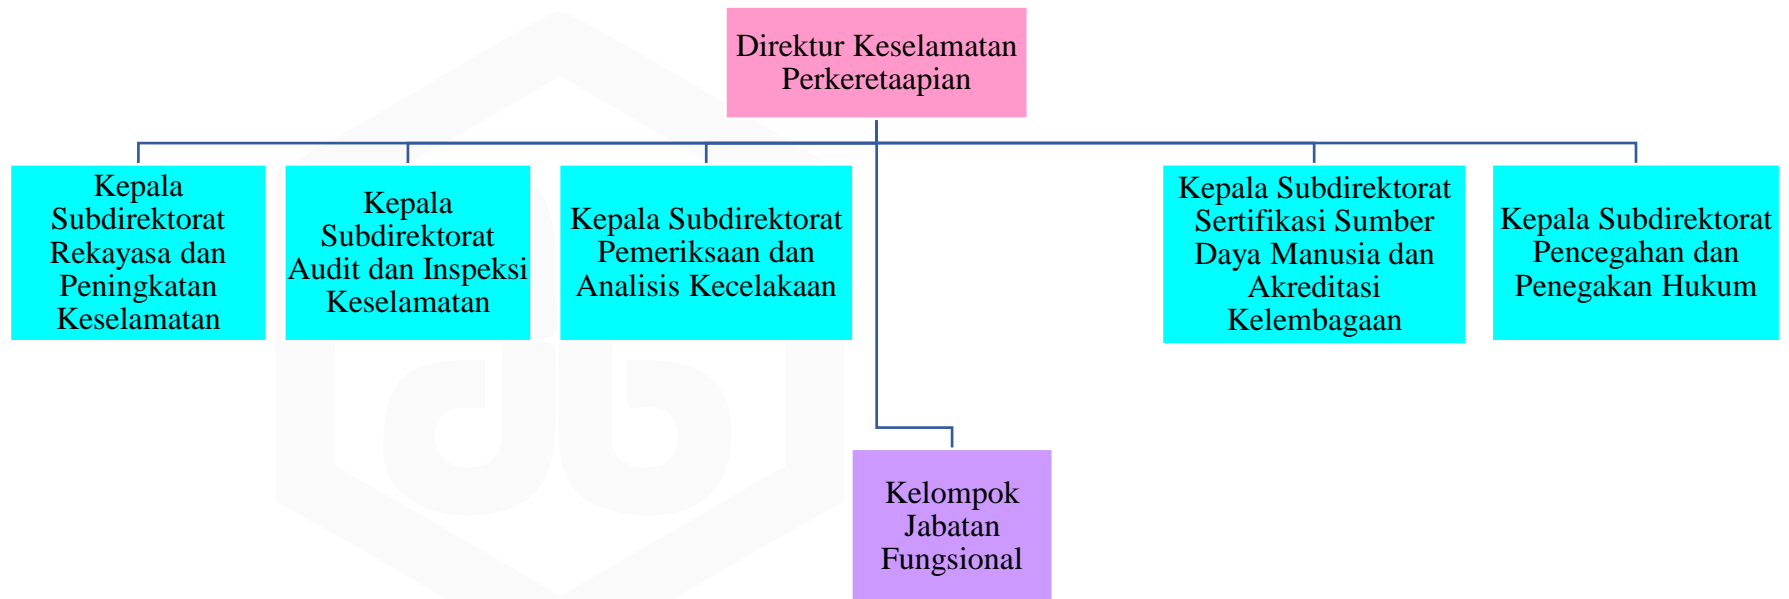 Direktur Keselamatan
Perkeretaapian
Kepala
Subdirektorat
Rekayasa dan
Peningkatan
Keselamatan
Kepala
Subdirektorat
Audit dan Inspeksi
Keselamatan
Kepala Subdirektorat
Pemeriksaan dan
Analisis Kecelakaan
Kepala Subdirektorat
Sertifikasi Sumber
Daya Manusia dan
Akreditasi
Kelembagaan
Kepala Subdirektorat
Pencegahan dan
Penegakan Hukum
Kelompok
Jabatan
Fungsional